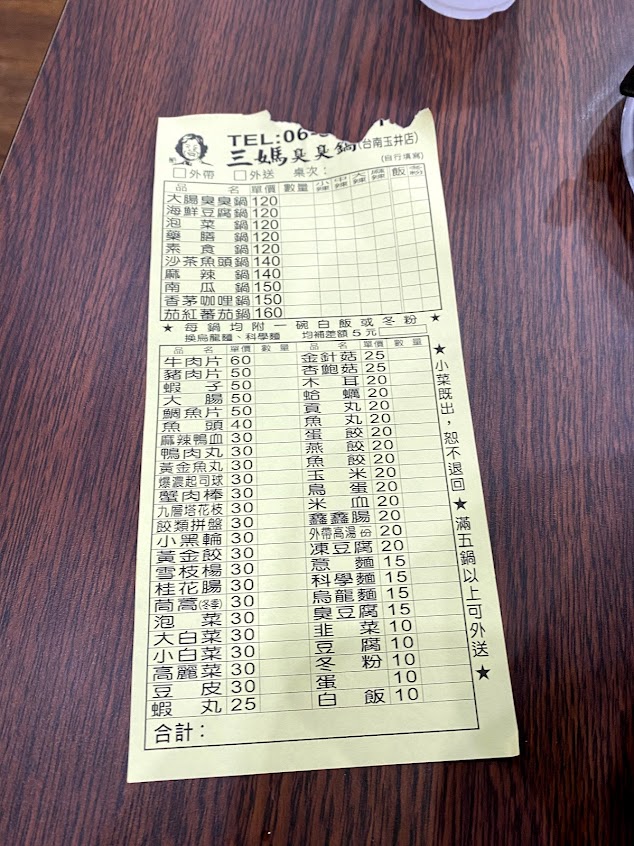 TEL:06-
三媽臭臭鍋(台南玉井店)
(自行填寫)
□外帶 □外送 桌次：
品名 單價 數量 小辣 中辣 大辣 麻辣 飯
大腸臭臭鍋 120
海鮮豆腐鍋 120
泡菜鍋 120
藥膳鍋 120
素食鍋 120
沙茶魚頭鍋 140
麻辣鍋 140
南瓜鍋 150
香茅咖哩鍋 150
茄紅蕃茄鍋 160
★每鍋均附一碗白飯或冬粉★
換烏龍麵、科學麵 均補差額5元
品名 單價 數量 品名 單價 數量
牛肉片 60 金針菇 25
豬肉片 50 杏鮑菇 25
蝦子 50 木耳 20
大腸 50 蛤蠣 20
鯛魚片 50 貢丸 20
魚頭 40 魚丸 20
麻辣鴨血 30 蛋餃 20
鴨肉丸 30 燕餃 20
黃金魚丸 30 魚餃 20
爆漿起司球 30 玉米 20
蟹肉棒 30 鳥蛋 20
九層塔花枝 30 米血 20
餃類拼盤 30 鑫鑫腸 20
小黑輪 30 外帶高湯(份) 20
黃金餃 30 凍豆腐 20
雪枝楊 30 意麵 15
桂花腸 30 科學麵 15
茼蒿(冬季) 30 烏龍麵 15
泡菜 30 臭豆腐 15
大白菜 30 韭菜 10
小白菜 30 豆腐 10
高麗菜 30 冬粉 10
豆皮 30 蛋 10
蝦丸 25 白飯 10
合計：
★小菜既出，恕不退回★滿五鍋以上可外送★